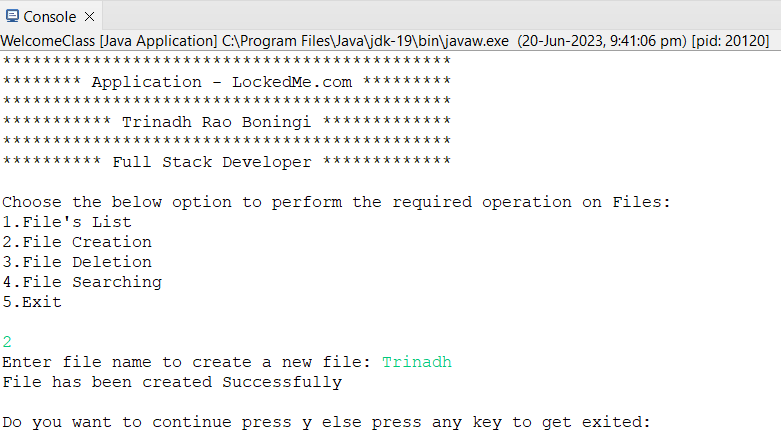 Console
WelcomeClass [Java Application] C:\Program Files\Java\jdk-19\bin\javaw.exe (20-Jun-2023, 9:41:06 pm) [pid: 20120]
*********************************************
******** Application - LockedMe.com *********
*********************************************
*********** Trinadh Rao Boningi *************
*********************************************
********** Full Stack Developer *************
Choose the below option to perform the required operation on Files:
1.File's List
2.File Creation
3.File Deletion
4.File Searching
5.Exit
2
Enter file name to create a new file: Trinadh
File has been created Successfully
Do you want to continue press y else press any key to get exited: